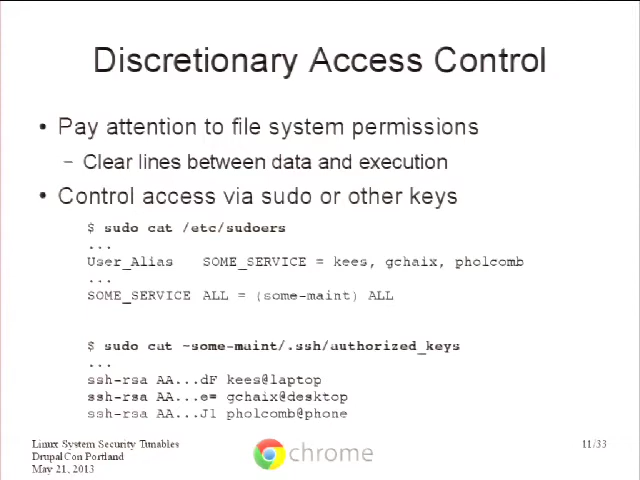 Discretionary Access Control
• Pay attention to file system permissions
– Clear lines between data and execution
• Control access via sudo or other keys
$ sudo cat /etc/sudoers
...
User_Alias SOME_SERVICE = kees, gchaix, pholcomb
...
SOME_SERVICE ALL = (some-maint) ALL
$ sudo cat ~some-maint/.ssh/authorized_keys
...
ssh-rsa AA...dF kees@laptop
ssh-rsa AA...e= gchaix@desktop
ssh-rsa AA...J1 pholcomb@phone
Linux System Security Tunables
DrupalCon Portland
May 21, 2013
chrome
11/33